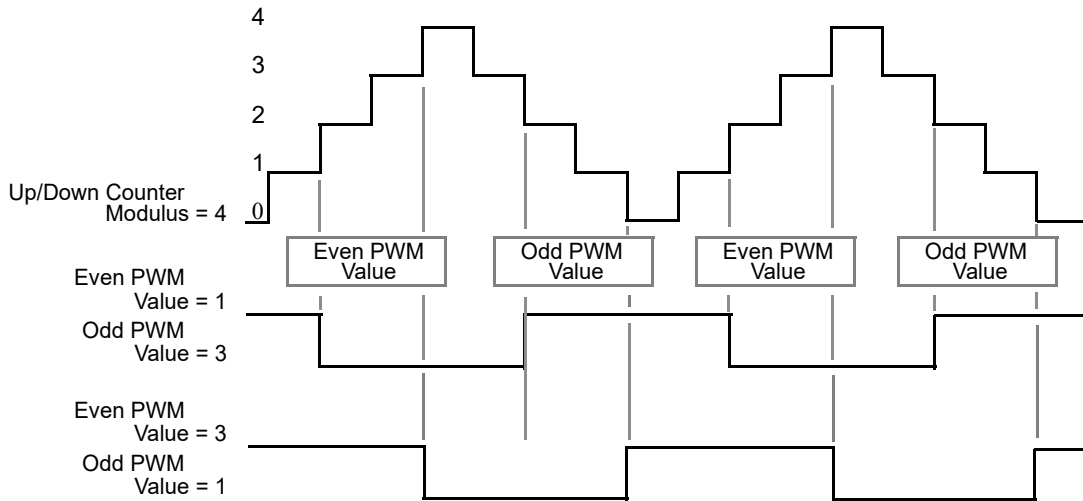 4
3
2
1
Up/Down Counter
Modulus = 4
0
Even PWM
Value
Odd PWM
Value
Even PWM
Value
Odd PWM
Value
Even PWM
Value = 1
Odd PWM
Value = 3
Even PWM
Value = 3
Odd PWM
Value = 1